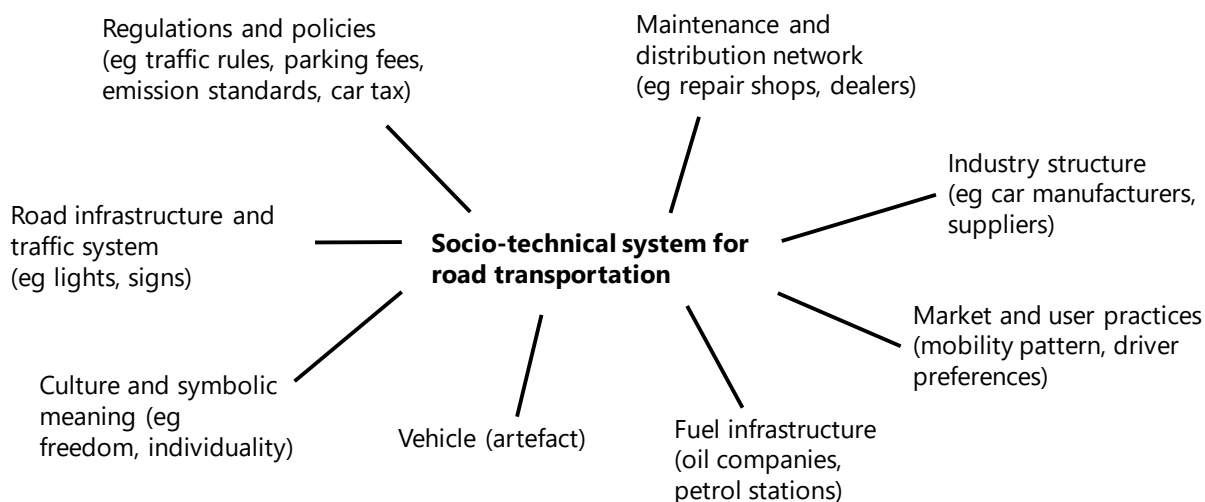 Regulations and policies
(eg traffic rules, parking fees,
emission standards, car tax)
Maintenance and
distribution network
(eg repair shops, dealers)
Industry structure
(eg car manufacturers,
suppliers)
Road infrastructure and
traffic system
(eg lights, signs)
Socio-technical system for
road transportation
Market and user practices
(mobility pattern, driver
preferences)
Culture and symbolic
meaning (eg
freedom, individuality)
Vehicle (artefact)
Fuel infrastructure
(oil companies,
petrol stations)